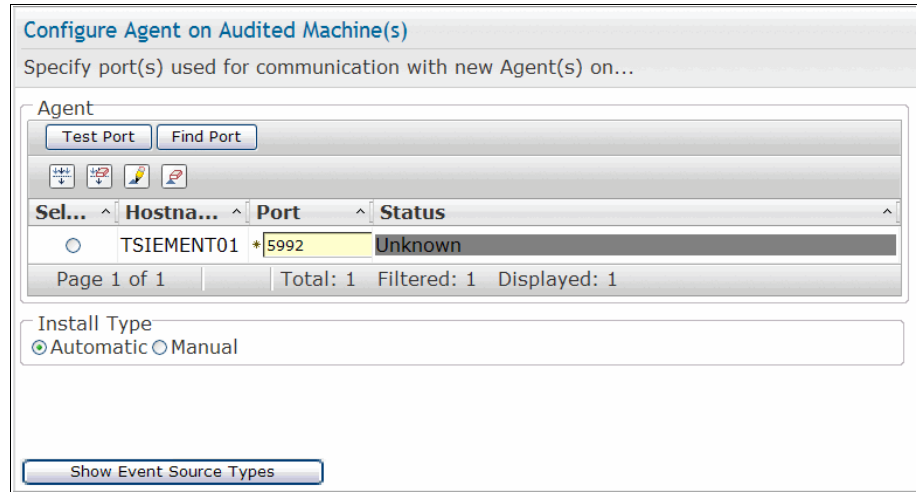 Configure Agent on Audited Machine(s)
Specify port(s) used for communication with new Agent(s) on...
Agent
Test Port Find Port
Sel... Hostna... Port Status
TSIEMENT01 *5992 Unknown
Page 1 of 1 Total: 1 Filtered: 1 Displayed: 1
Install Type
Automatic Manual
Show Event Source Types